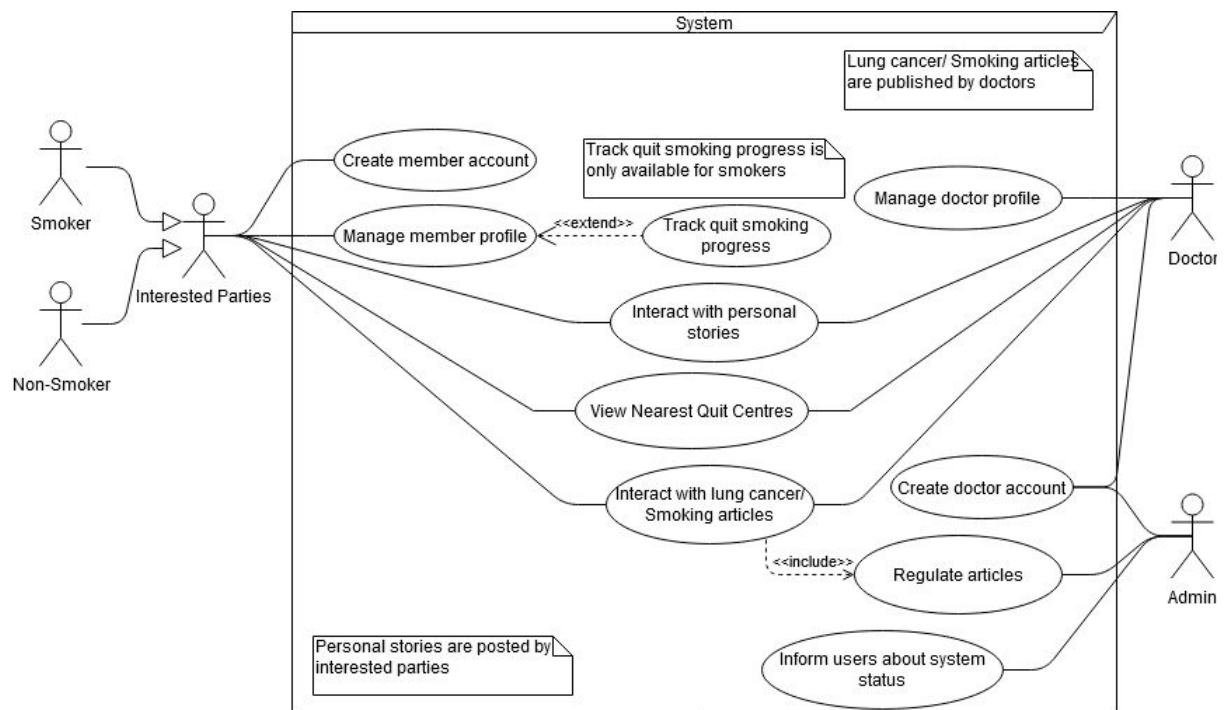 System
Lung cancer/ Smoking articles
are published by doctors
Smoker
Create member account
Track quit smoking progress is
only available for smokers
Manage doctor profile
Doctor
Interested Parties
Manage member profile
<<extend>>
Track quit smoking
progress
Non-Smoker
Interact with personal
stories
View Nearest Quit Centres
Interact with lung cancer/
Smoking articles
Create doctor account
<<include>>
Regulate articles
Admin
Personal stories are posted by
interested parties
Inform users about system
status